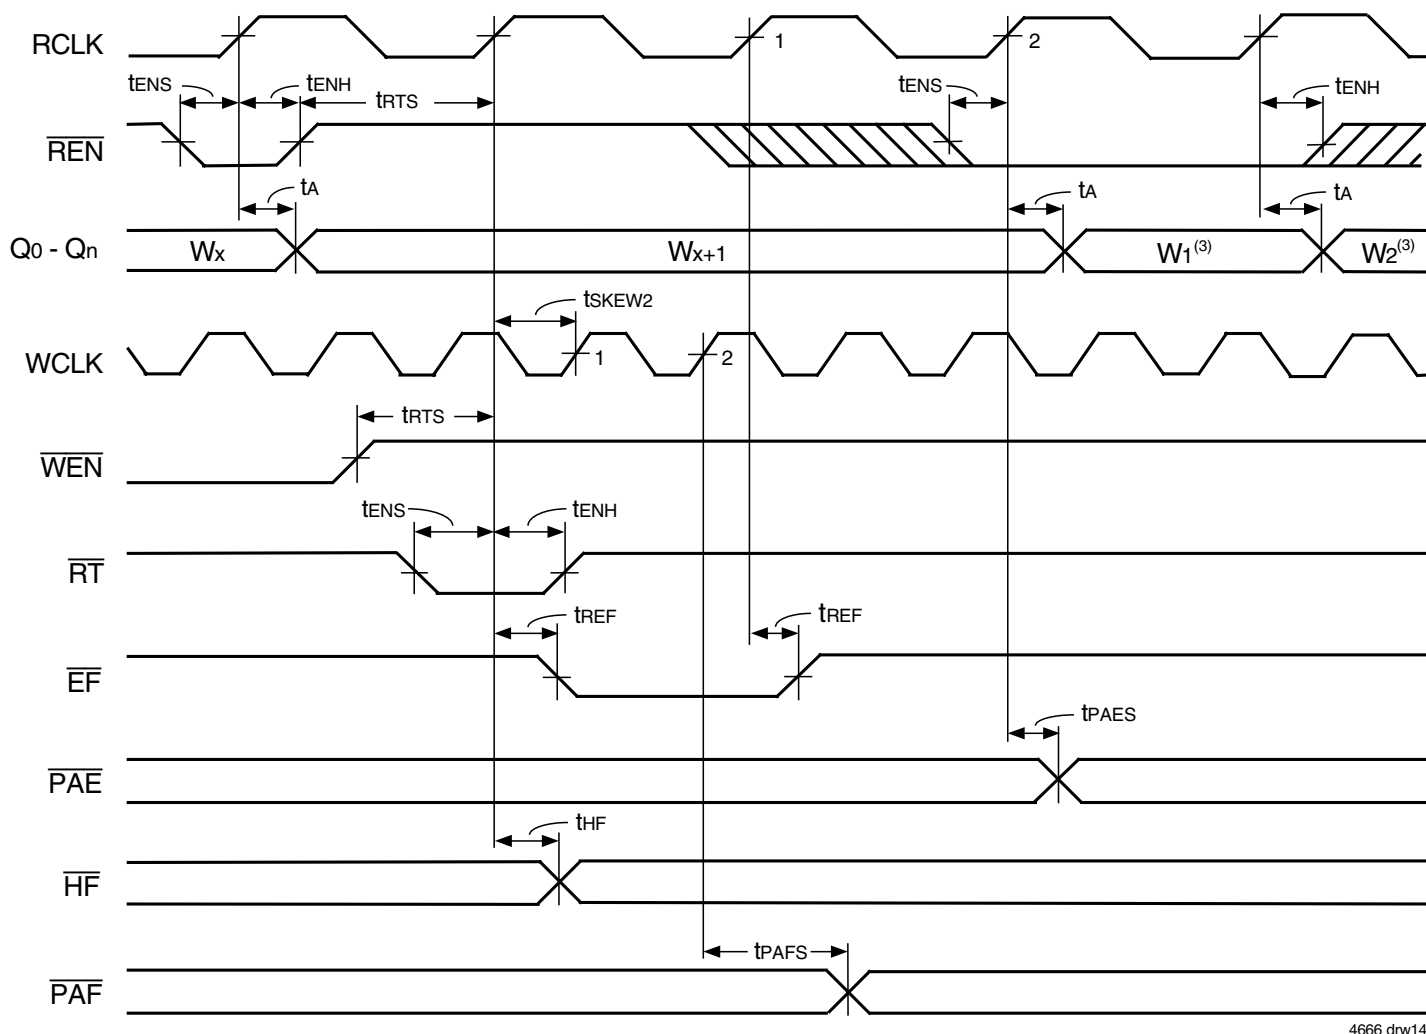 RCLK
1
2
tENS
tENH
tRTS
tENS
tENH
REN
tA
tA
tA
Q0 - Qn
Wx
Wx+1
W1(3)
W2(3)
tSKEW2
WCLK
1
2
tRTS
WEN
tENS
tENH
RT
tREF
tREF
EF
tPAES
PAE
tHF
HF
tPAFS
PAF
4666 drw14